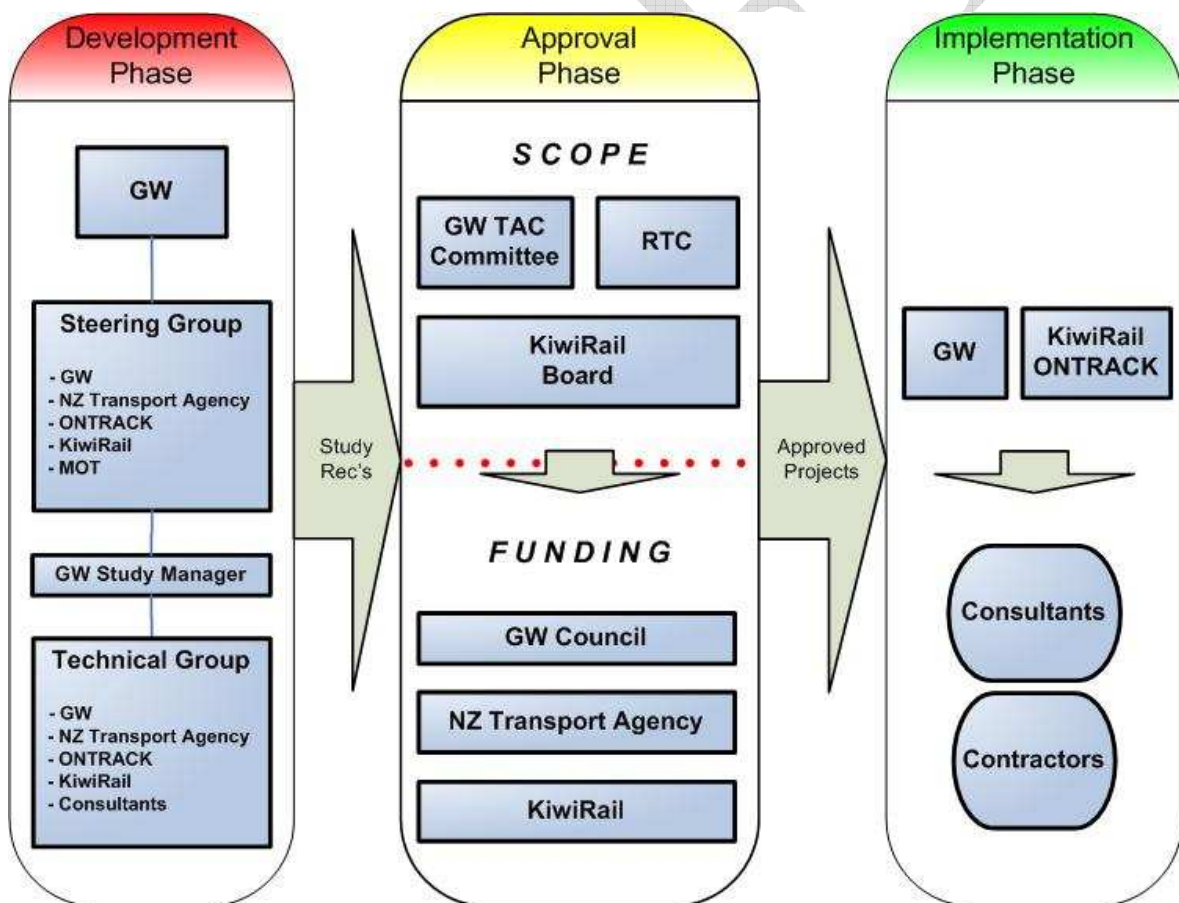 Development
Phase
GW
Steering Group
- GW
- NZ Transport Agency
- ONTRACK
- KiwiRail
- MOT
GW Study Manager
Technical Group
- GW
- NZ Transport Agency
- ONTRACK
- KiwiRail
- Consultants
Study
Rec's
Approval
Phase
SCOPE
GW TAC
Committee
RTC
KiwiRail
Board
FUNDING
GW Council
NZ Transport Agency
KiwiRail
Approved
Projects
Implementation
Phase
GW
KiwiRail
ONTRACK
Consultants
Contractors